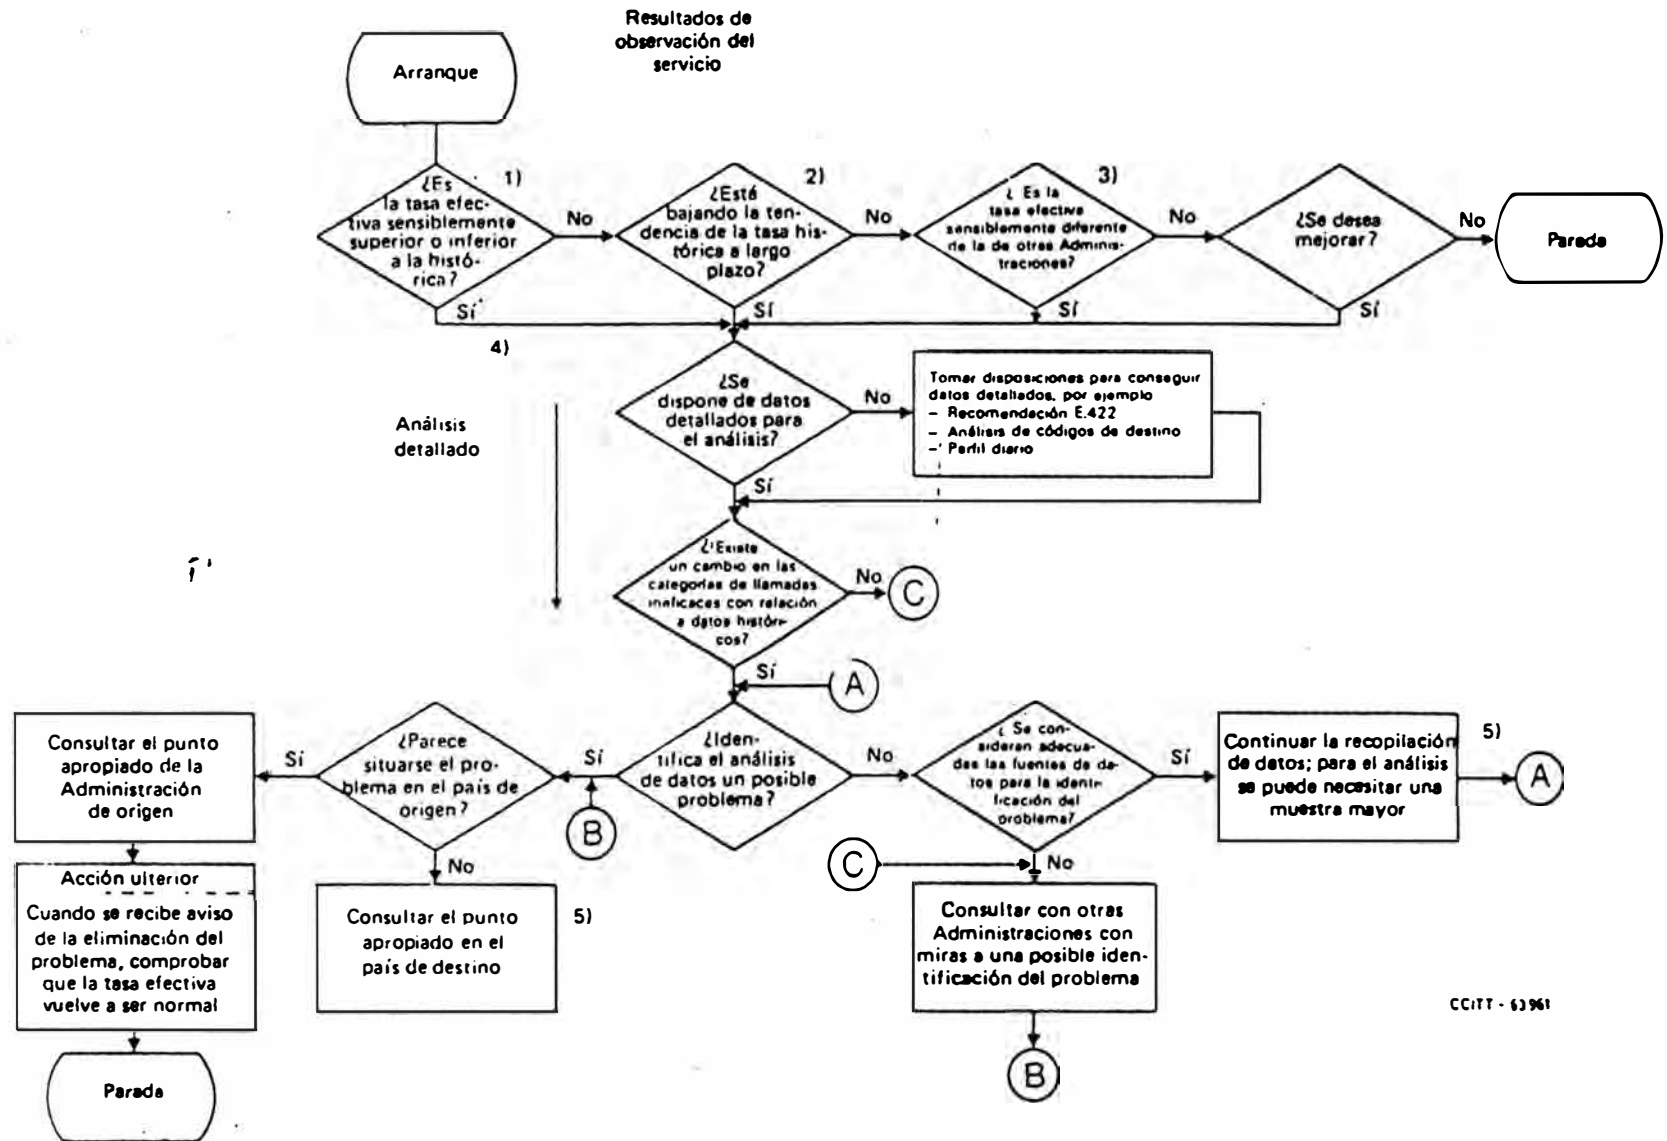 Resultados de
observación del
servicio
Arranque
¿Es
la tasa efec-
tiva sensiblemente
superior o inferior
a la histó-
rica?
1)
No
Sí
¿Está
bajando la ten-
dencia de la tasa his-
tórica a largo
plazo?
2)
No
Sí
¿Es la
tasa efectiva
sensiblemente diferente
de la de otras Adminis-
traciones?
3)
No
Sí
¿Se desea
mejorar?
No
Sí
Parada
4)
Análisis
detallado
¿Se
dispone de datos
detallados para
el análisis?
No
Sí
Tomar disposiciones para conseguir
datos detallados, por ejemplo
– Recomendación E.422
– Análisis de códigos de destino
– Perfil diario
¿Existe
un cambio en las
categorías de llamadas
ineficaces con relación
a datos históri-
cos?
No
C
Sí
A
¿Iden-
tifica el análisis
de datos un posible
problema?
Sí
No
B
¿Parece
situarse el pro-
blema en el país de
origen?
Sí
No
Consultar el punto
apropiado de la
Administración
de origen
Acción ulterior
Cuando se recibe aviso
de la eliminación del
problema, comprobar
que la tasa efectiva
vuelve a ser normal
Parada
Consultar el punto
apropiado en el
país de destino
5)
¿Se con-
sideran adecua-
das las fuentes de da-
tos para la identi-
ficación del
problema?
Sí
No
Continuar la recopilación
de datos; para el análisis
se puede necesitar una
muestra mayor
5)
A
C
Consultar con otras
Administraciones con
miras a una posible iden-
tificación del problema
B
CCITT - 63961